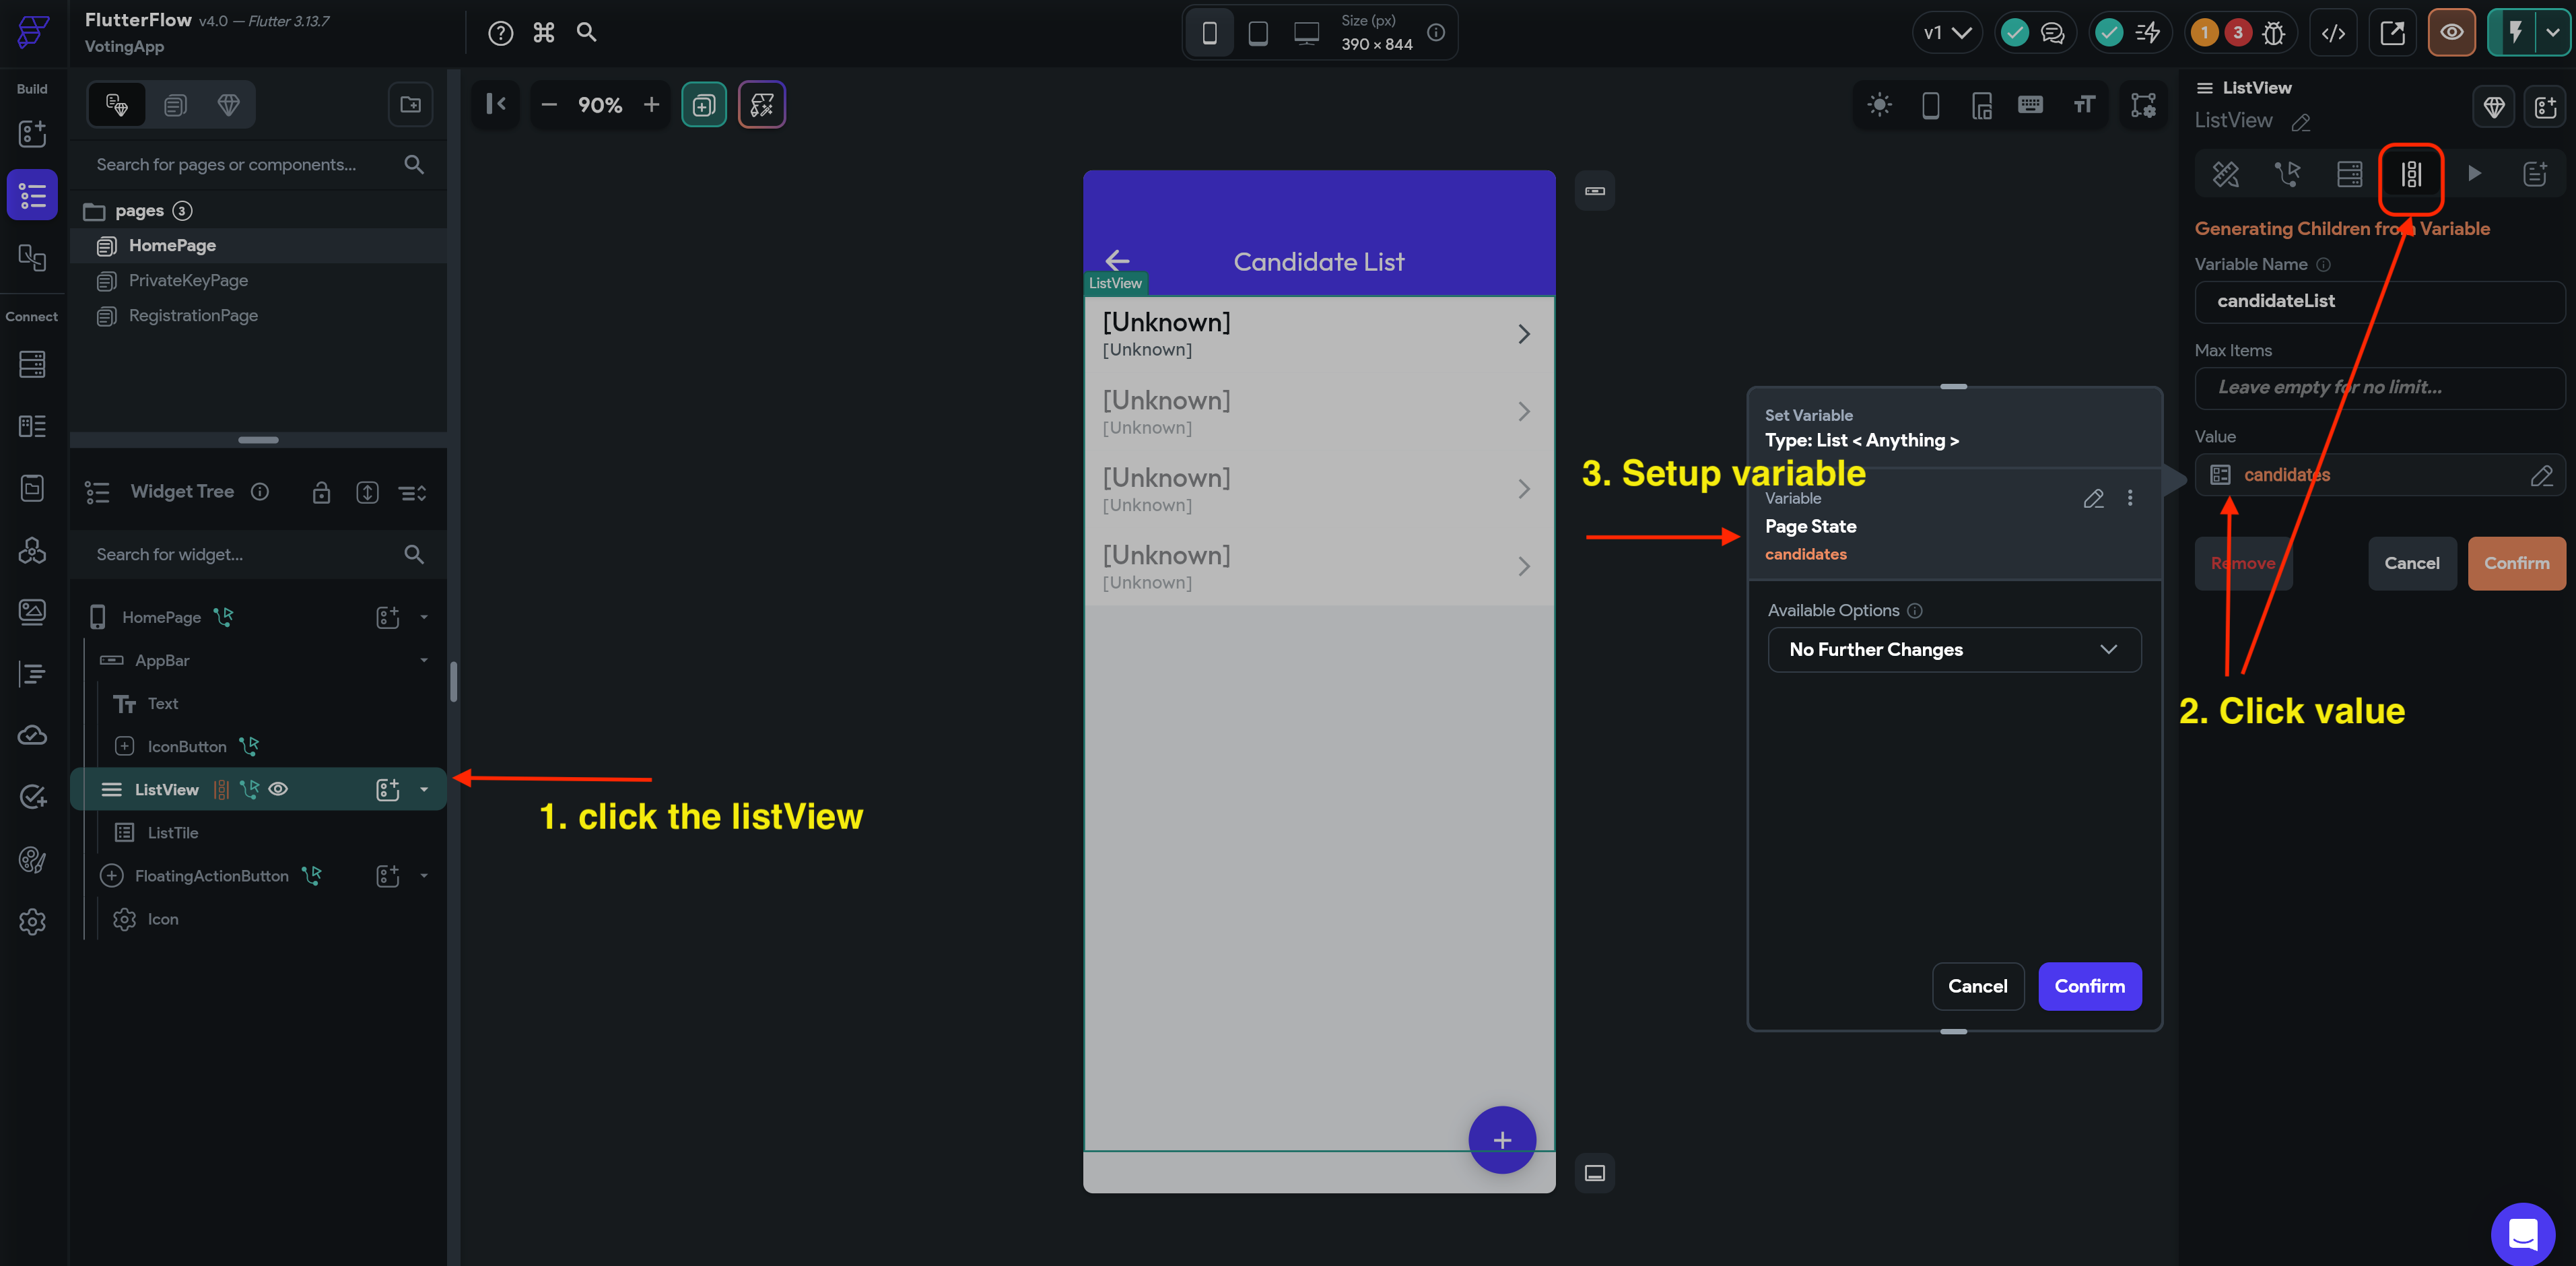 FlutterFlow v4.0 — Flutter 3.13.7
VotingApp
Size (px)
390 × 844
v1
1
3
Build
Connect
Search for pages or components...
pages 3
HomePage
PrivateKeyPage
RegistrationPage
Widget Tree
Search for widget...
HomePage
AppBar
Text
IconButton
ListView
ListTile
FloatingActionButton
Icon
90%
Candidate List
ListView
[Unknown]
[Unknown]
[Unknown]
[Unknown]
[Unknown]
[Unknown]
[Unknown]
[Unknown]
1. click the listView
3. Setup variable
Set Variable
Type: List < Anything >
Variable
Page State
candidates
Available Options
No Further Changes
Cancel
Confirm
ListView
ListView
Generating Children from Variable
Variable Name
candidateList
Max Items
Leave empty for no limit...
Value
candidates
Remove
Cancel
Confirm
2. Click value